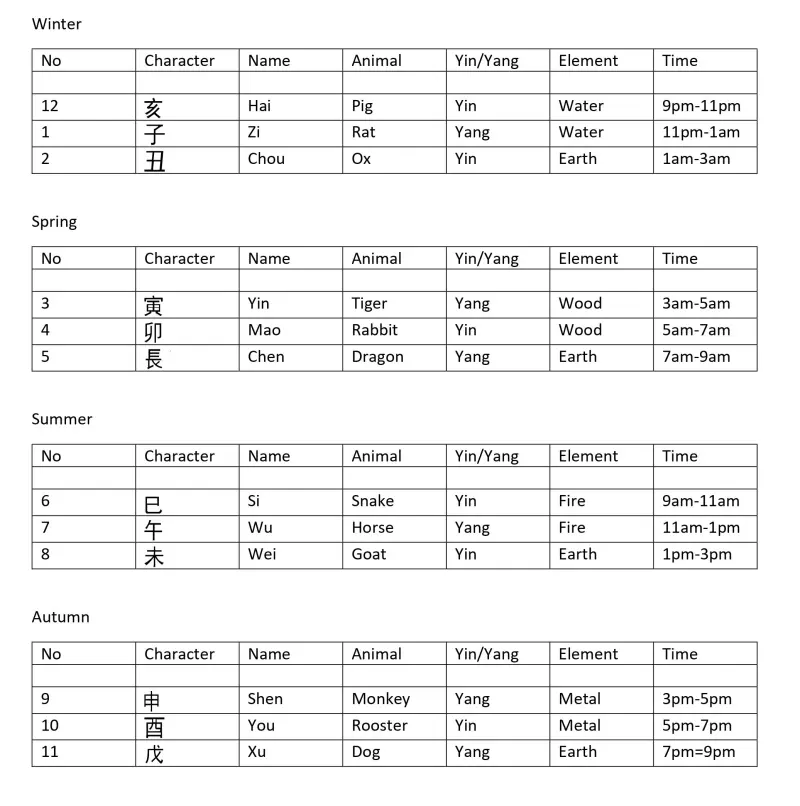 Winter
No Character Name Animal Yin/Yang Element Time
12 亥 Hai Pig Yin Water 9pm-11pm
1 子 Zi Rat Yang Water 11pm-1am
2 丑 Chou Ox Yin Earth 1am-3am
Spring
No Character Name Animal Yin/Yang Element Time
3 寅 Yin Tiger Yang Wood 3am-5am
4 卯 Mao Rabbit Yin Wood 5am-7am
5 長 Chen Dragon Yang Earth 7am-9am
Summer
No Character Name Animal Yin/Yang Element Time
6 巳 Si Snake Yin Fire 9am-11am
7 午 Wu Horse Yang Fire 11am-1pm
8 未 Wei Goat Yin Earth 1pm-3pm
Autumn
No Character Name Animal Yin/Yang Element Time
9 申 Shen Monkey Yang Metal 3pm-5pm
10 酉 You Rooster Yin Metal 5pm-7pm
11 戊 Xu Dog Yang Earth 7pm=9pm